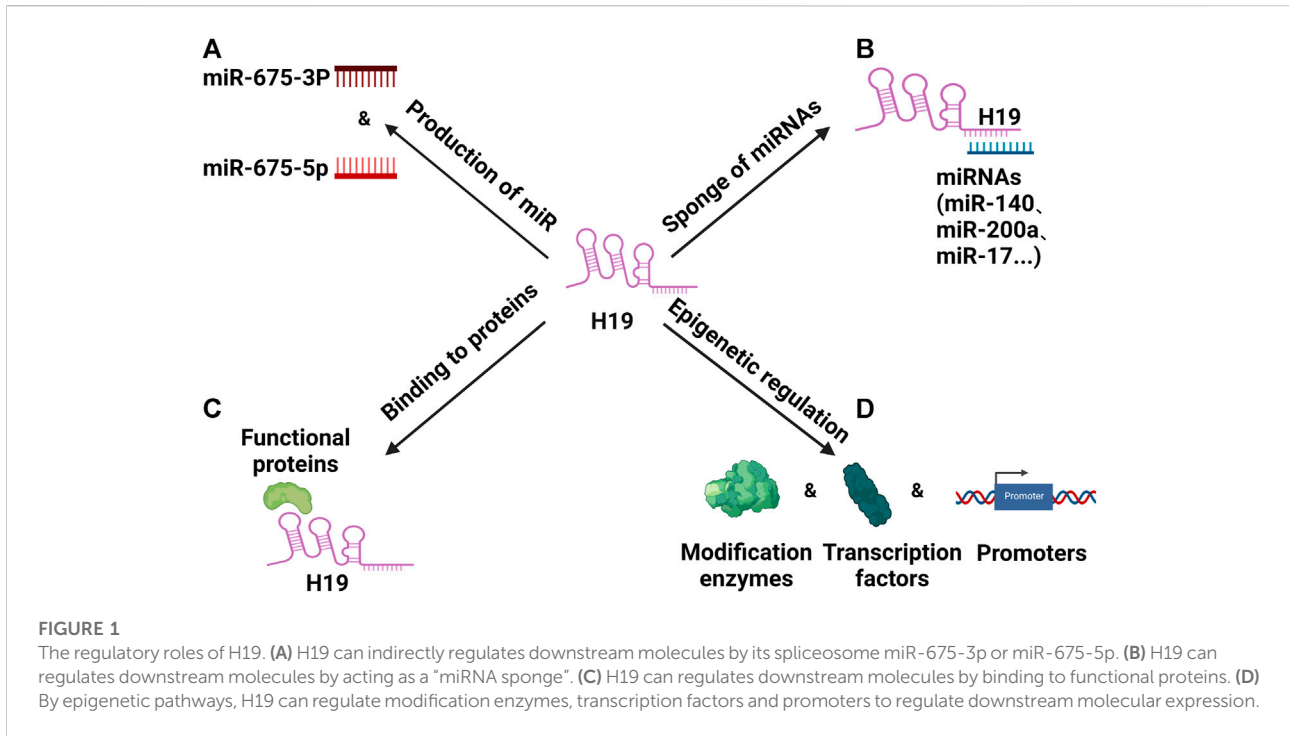 A
miR-675-3P
&
miR-675-5p
Production of miR
B
Sponge of miRNAs
H19
miRNAs
(miR-140、
miR-200a、
miR-17...)
H19
C
Binding to proteins
Functional
proteins
H19
D
Epigenetic regulation
&
&
Promoter
Modification
enzymes
Transcription
factors
Promoters
FIGURE 1
The regulatory roles of H19. (A) H19 can indirectly regulates downstream molecules by its spliceosome miR-675-3p or miR-675-5p. (B) H19 can
regulates downstream molecules by acting as a “miRNA sponge”. (C) H19 can regulates downstream molecules by binding to functional proteins. (D)
By epigenetic pathways, H19 can regulate modification enzymes, transcription factors and promoters to regulate downstream molecular expression.